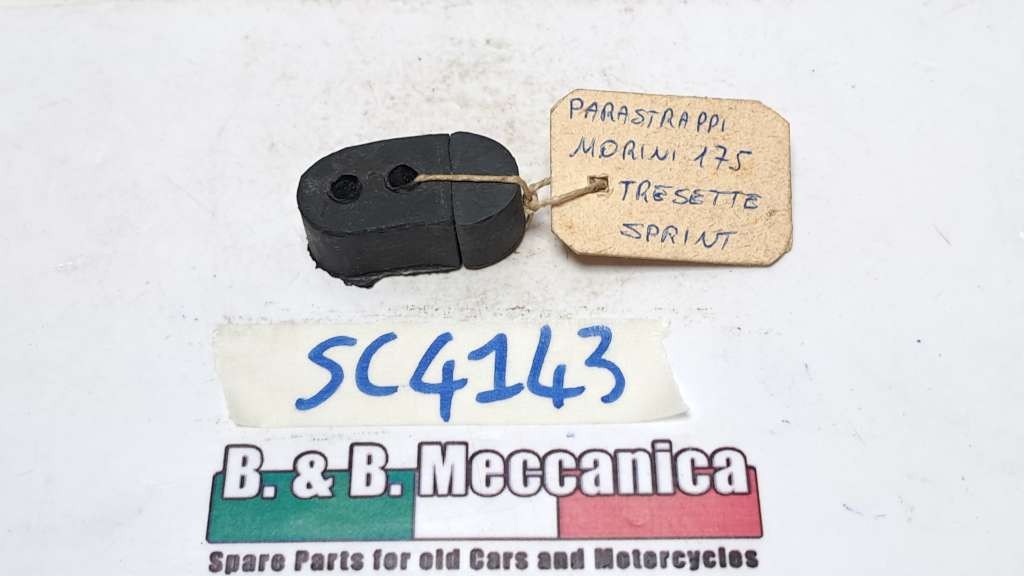 PARASTRAPPI
MORINI 175
TRESETTE
SPRINT
SC4143
B. & B. Meccanica
Spare Parts for old Cars and Motorcycles